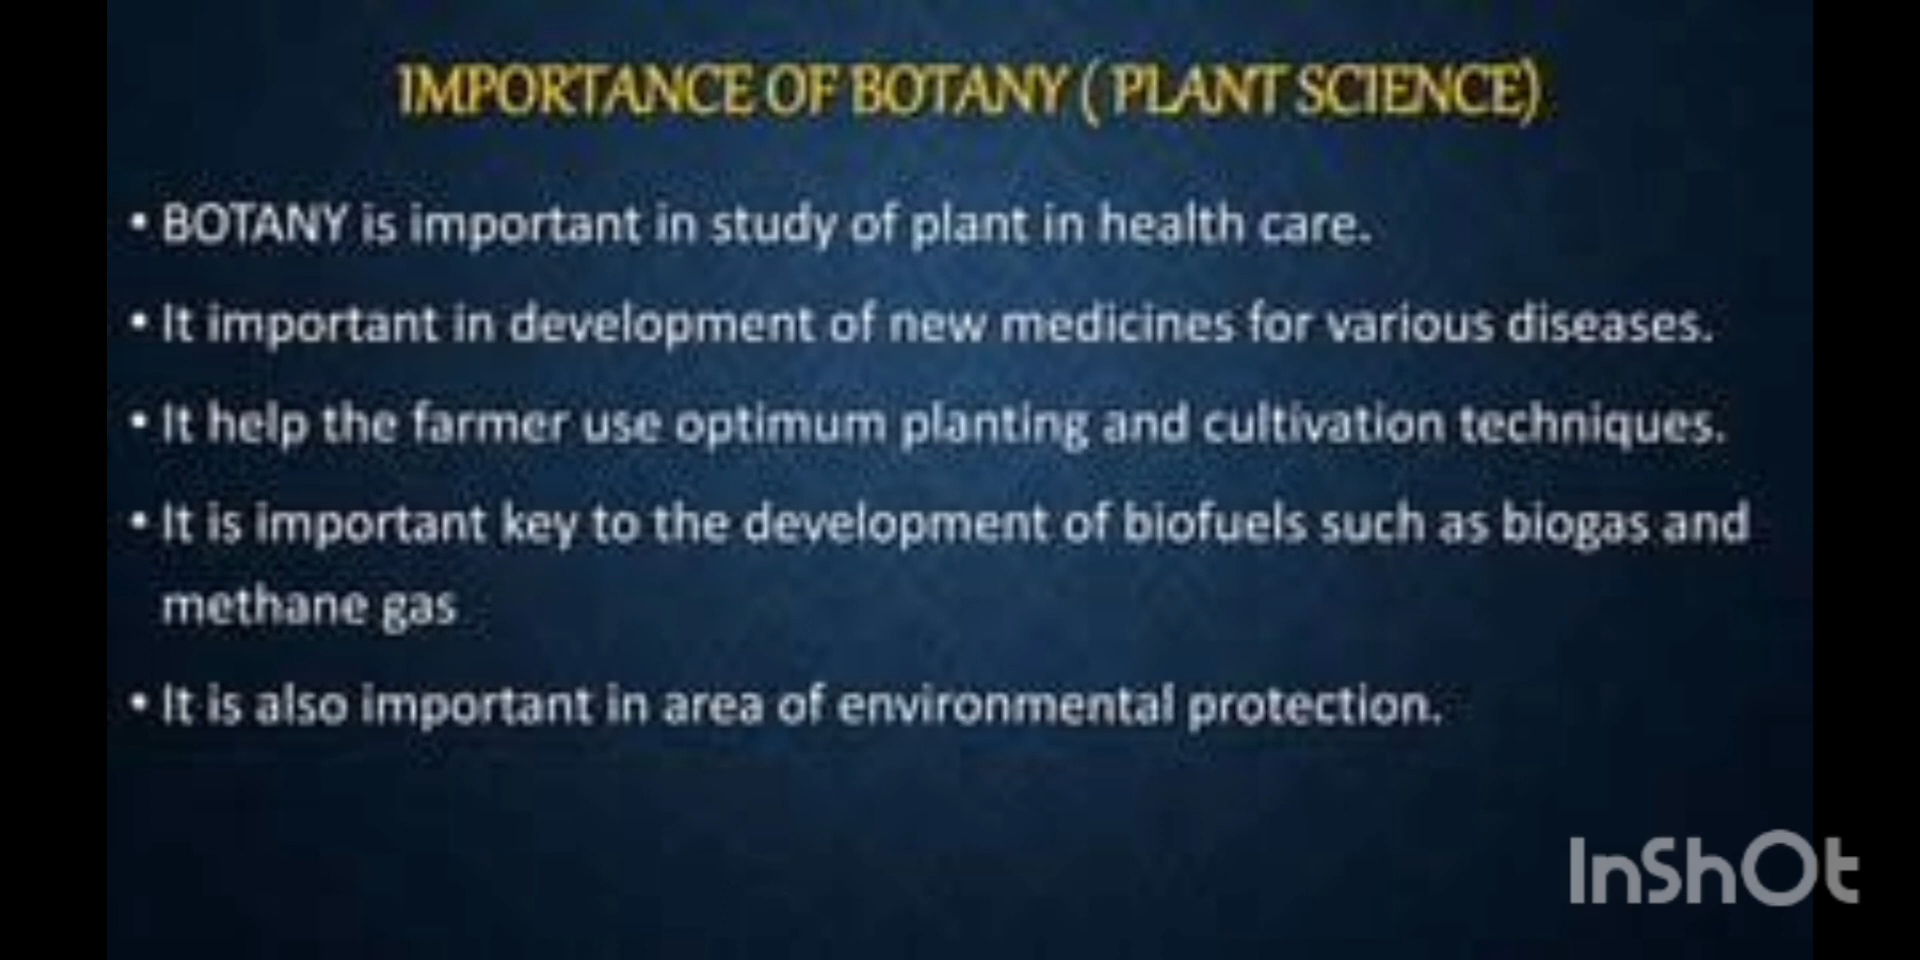 IMPORTANCE OF BOTANY ( PLANT SCIENCE)
• BOTANY is important in study of plant in health care.
• It important in development of new medicines for various diseases.
• It help the farmer use optimum planting and cultivation techniques.
• It is important key to the development of biofuels such as biogas and
methane gas
• It is also important in area of environmental protection.
InShOt